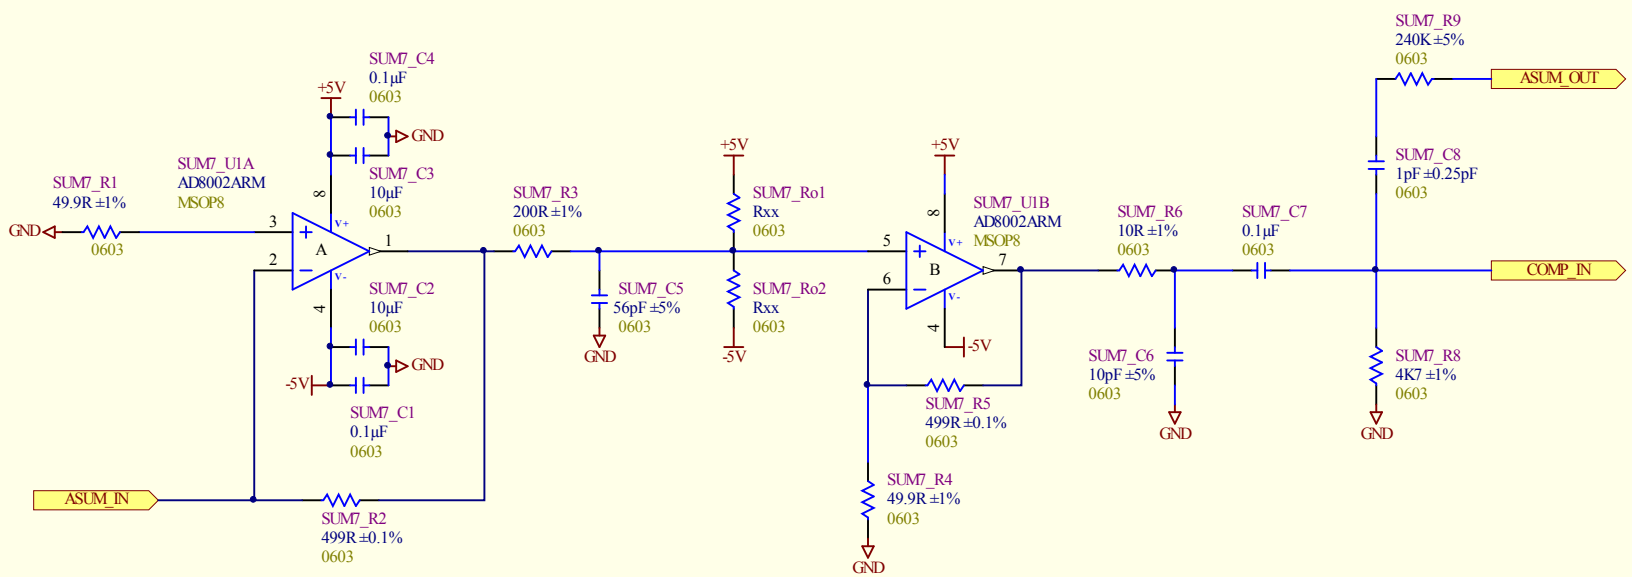 SUM7_C4
0.1µF
0603
+5V
GND
SUM7_C3
10µF
0603
SUM7_U1A
AD8002ARM
MSOP8
SUM7_R1
49.9R ±1%
0603
GND
3
2
8
V+
A
V-
4
1
SUM7_C2
10µF
0603
GND
-5V
SUM7_C1
0.1µF
0603
ASUM_IN
SUM7_R2
499R ±0.1%
0603
SUM7_R3
200R ±1%
0603
SUM7_C5
56pF ±5%
0603
GND
+5V
SUM7_Ro1
Rxx
0603
SUM7_Ro2
Rxx
0603
-5V
+5V
8
SUM7_U1B
AD8002ARM
MSOP8
5
6
V+
B
V-
7
4
-5V
SUM7_R5
499R ±0.1%
0603
SUM7_R4
49.9R ±1%
0603
GND
SUM7_R6
10R ±1%
0603
SUM7_C7
0.1µF
0603
SUM7_C6
10pF ±5%
0603
GND
SUM7_R9
240K ±5%
0603
ASUM_OUT
SUM7_C8
1pF ±0.25pF
0603
COMP_IN
SUM7_R8
4K7 ±1%
0603
GND